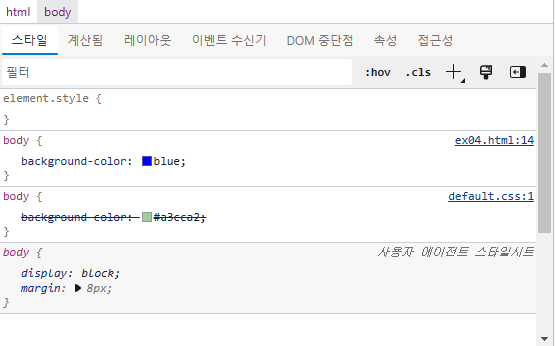 html body
스타일 계산됨 레이아웃 이벤트 수신기 DOM 중단점 속성 접근성
필터 :hov .cls
element.style {
}
body { ex04.html:14
background-color: blue;
}
body { default.css:1
background-color: #a3cca2;
}
body { 사용자 에이전트 스타일시트
display: block;
margin: 8px;
}